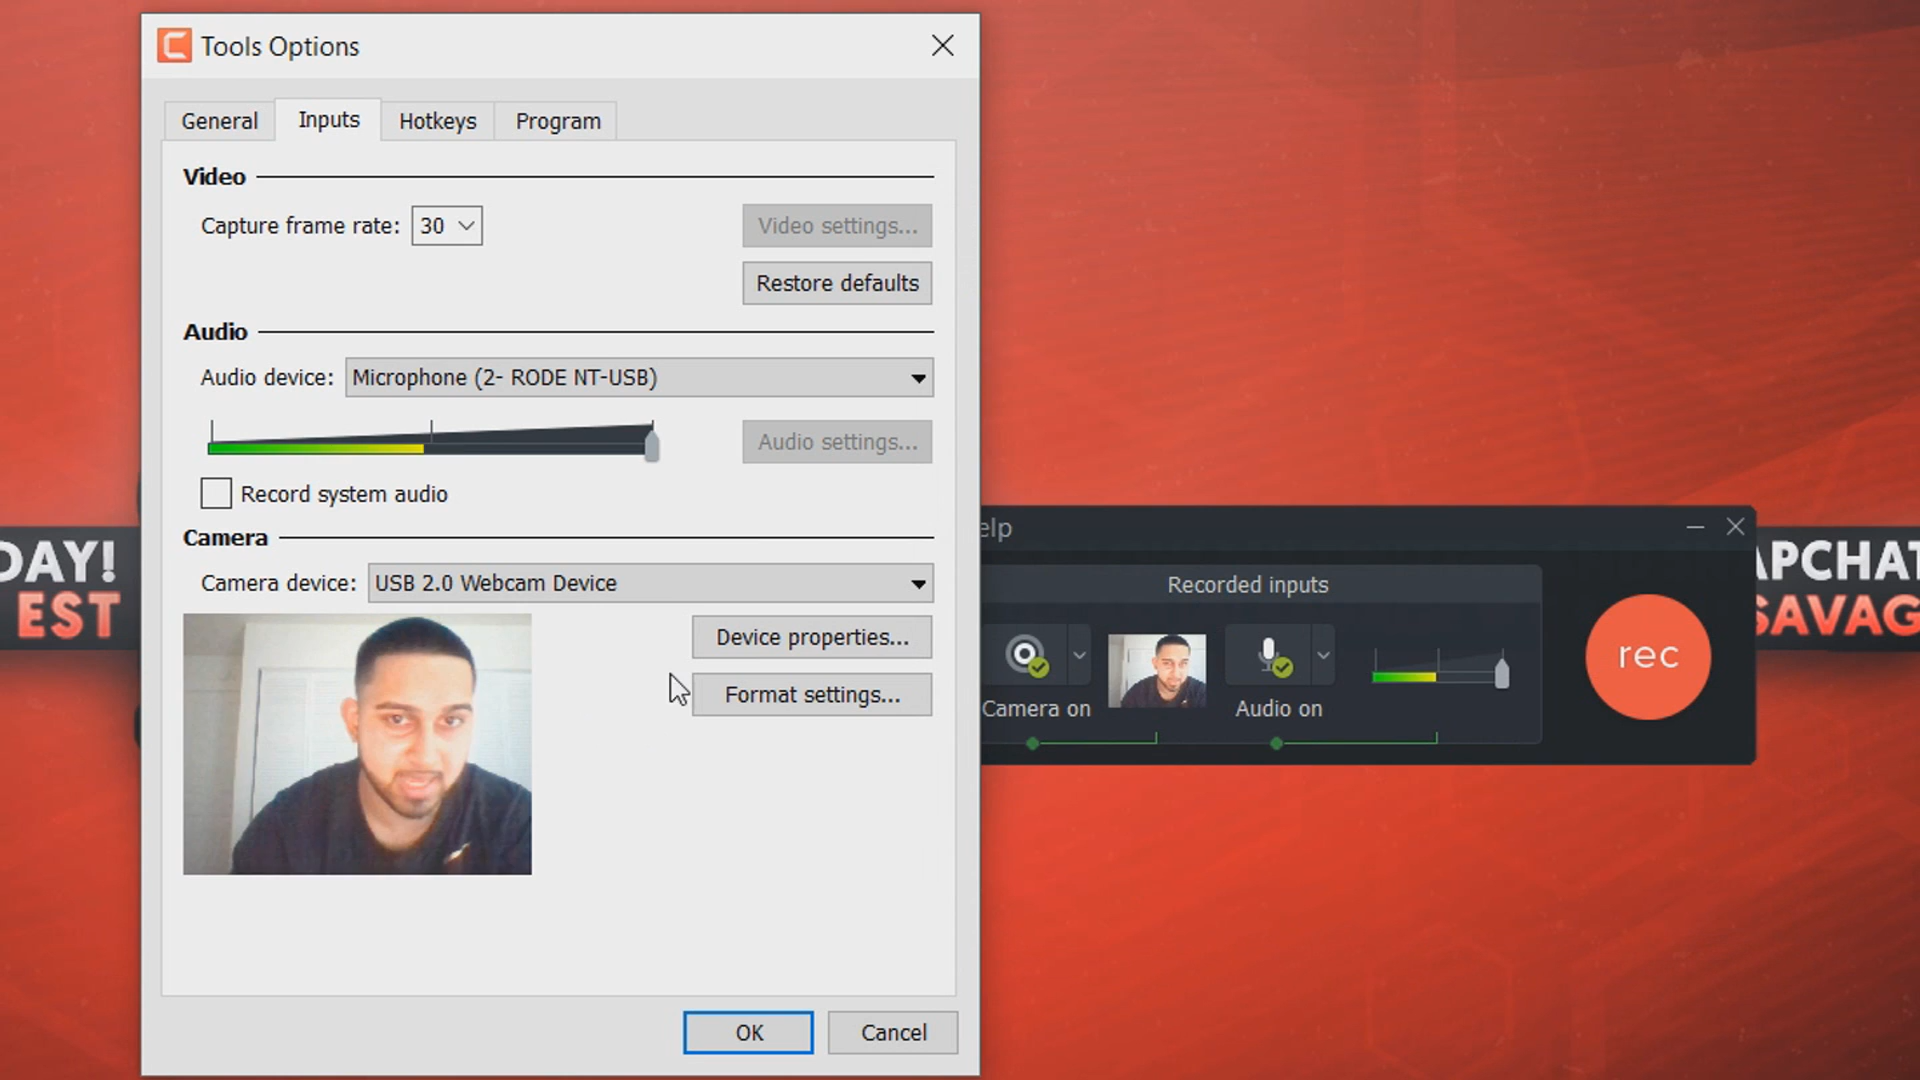 Tools Options
General Inputs Hotkeys Program
Video
Capture frame rate: 30 Video settings...
Restore defaults
Audio
Audio device: Microphone (2- RODE NT-USB)
Audio settings...
Record system audio
Camera
Camera device: USB 2.0 Webcam Device
Device properties...
Format settings...
OK Cancel
elp
Recorded inputs
Camera on Audio on
rec
DAY!
EST
APCHAT
SAVAG